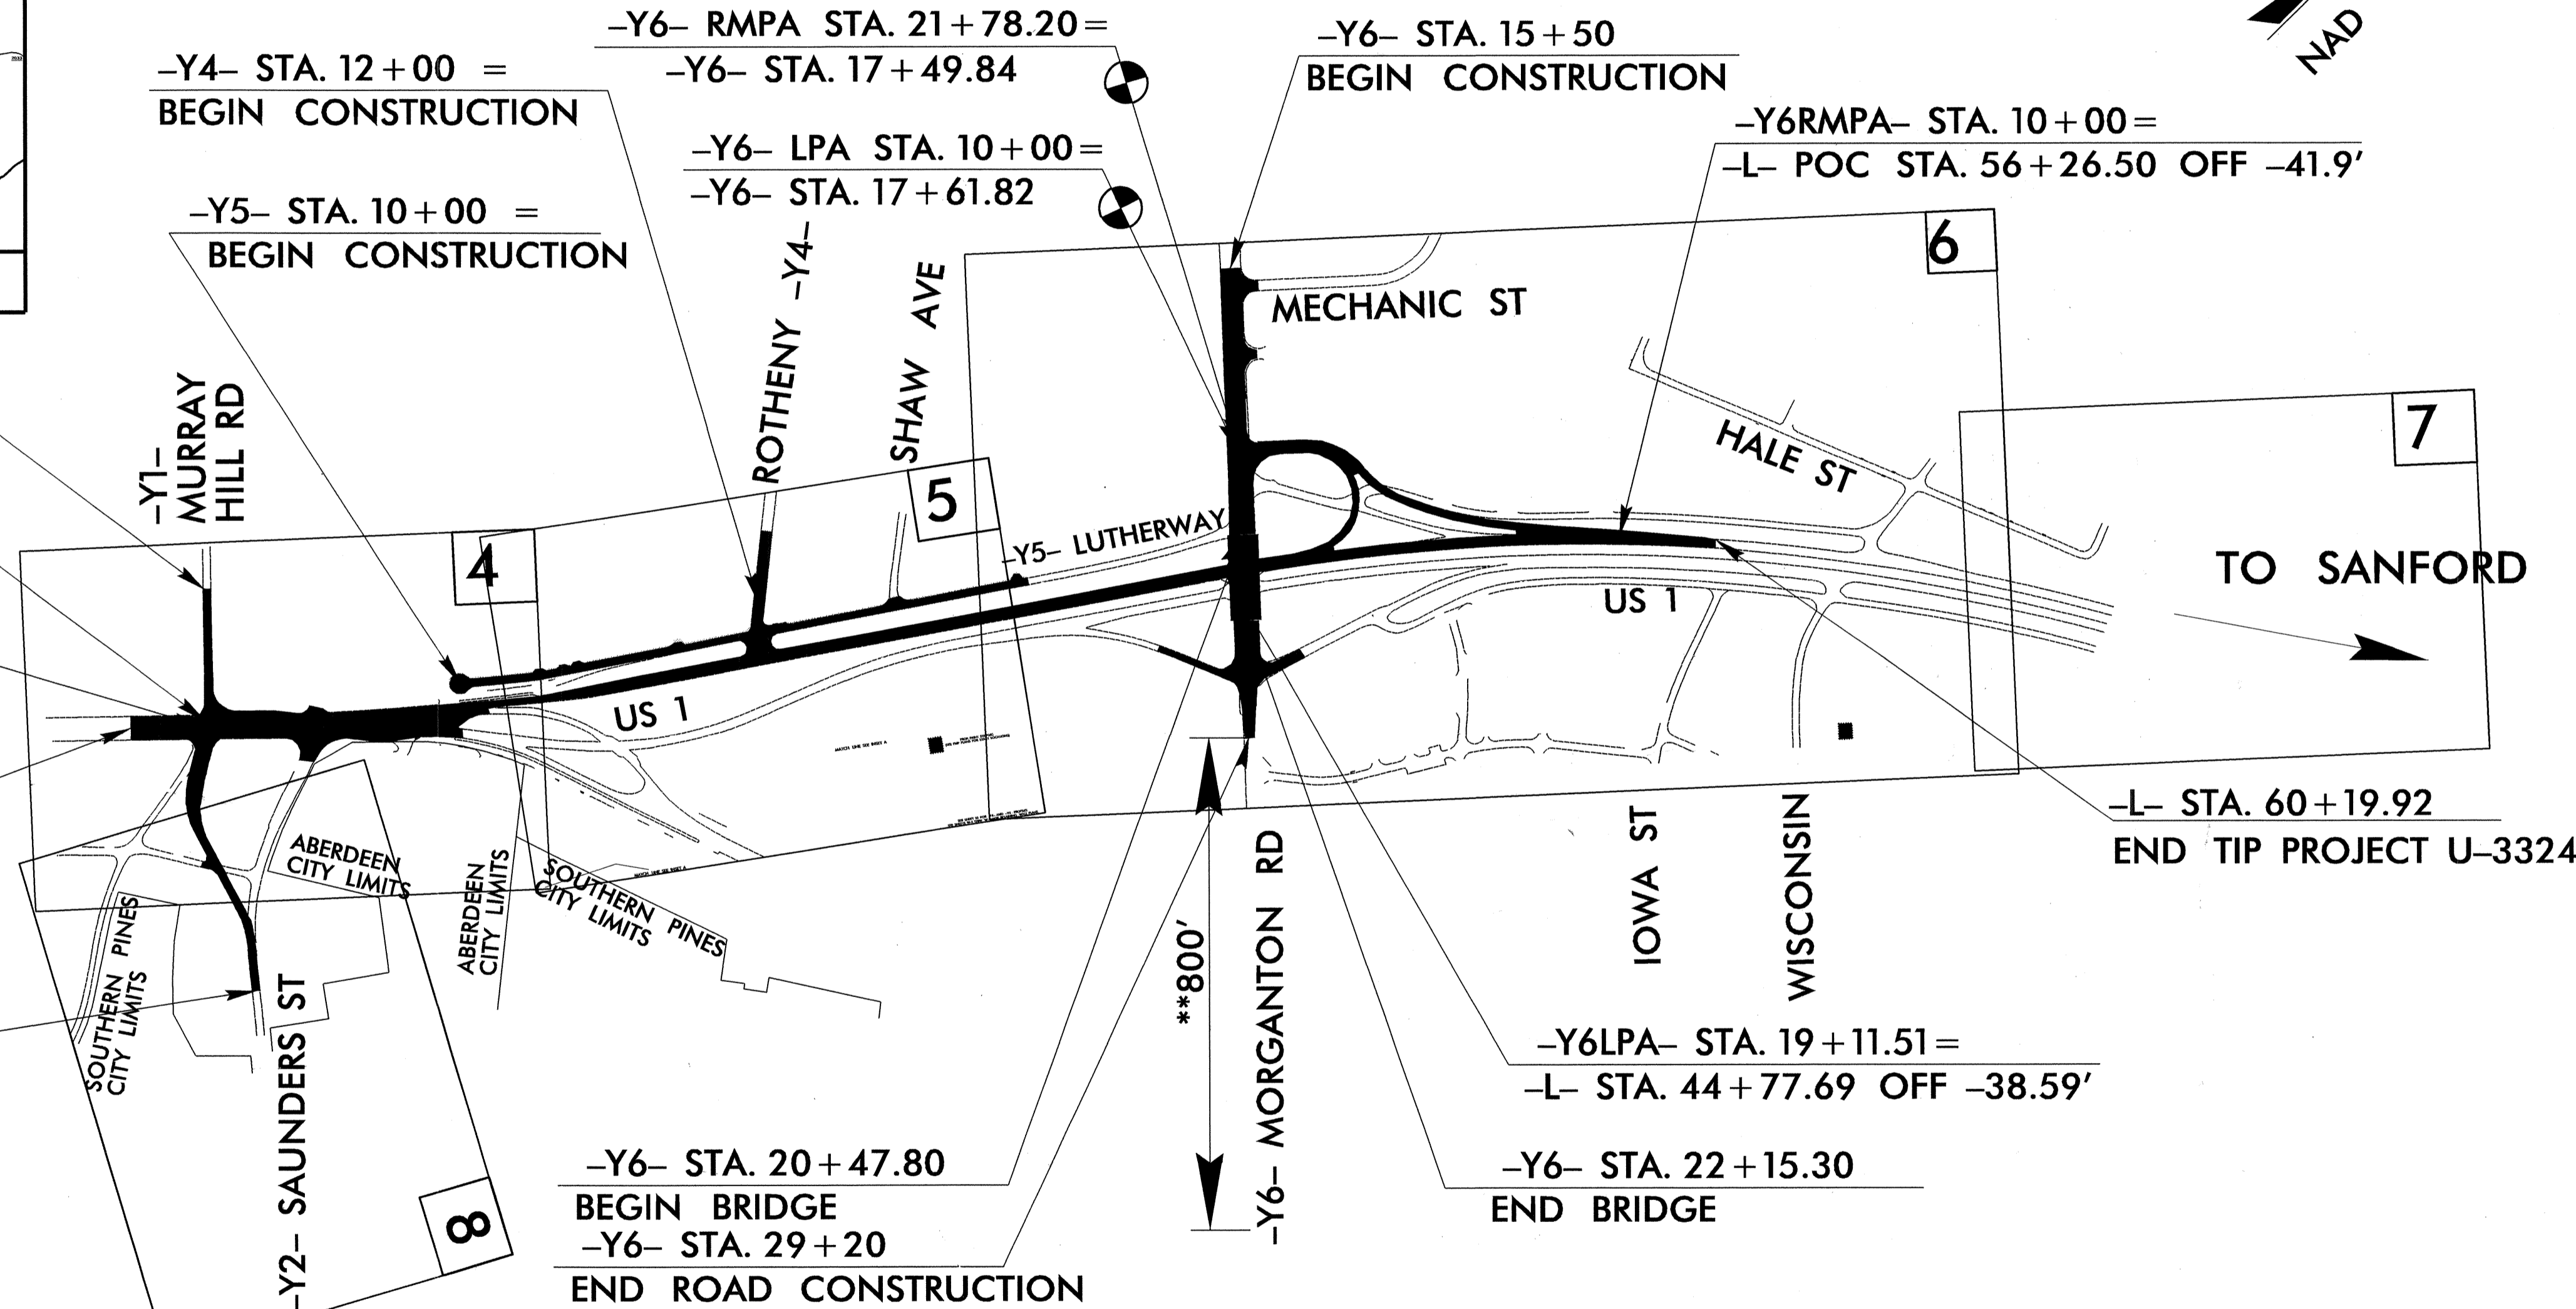 –Y6– RMPA STA. 21+78.20=
–Y6– STA. 17+49.84
–Y6– STA. 15+50
BEGIN CONSTRUCTION
NAD
–Y4– STA. 12+00 =
BEGIN CONSTRUCTION
–Y6– LPA STA. 10+00=
–Y6– STA. 17+61.82
–Y6RMPA– STA. 10+00=
–L– POC STA. 56+26.50 OFF –41.9′
–Y5– STA. 10+00 =
BEGIN CONSTRUCTION
–Y1–
MURRAY
HILL RD
ROTHENY –Y4–
SHAW AVE
MECHANIC ST
HALE ST
4
5
6
7
–Y5– LUTHERWAY
US 1
US 1
TO SANFORD
–L– STA. 60+19.92
END TIP PROJECT U–3324
ABERDEEN
CITY LIMITS
ABERDEEN
CITY LIMITS
SOUTHERN PINES
CITY LIMITS
SOUTHERN PINES
CITY LIMITS
–Y2– SAUNDERS ST
8
**800′
–Y6– MORGANTON RD
IOWA ST
WISCONSIN
–Y6LPA– STA. 19+11.51=
–L– STA. 44+77.69 OFF –38.59′
–Y6– STA. 20+47.80
BEGIN BRIDGE
–Y6– STA. 29+20
END ROAD CONSTRUCTION
–Y6– STA. 22+15.30
END BRIDGE